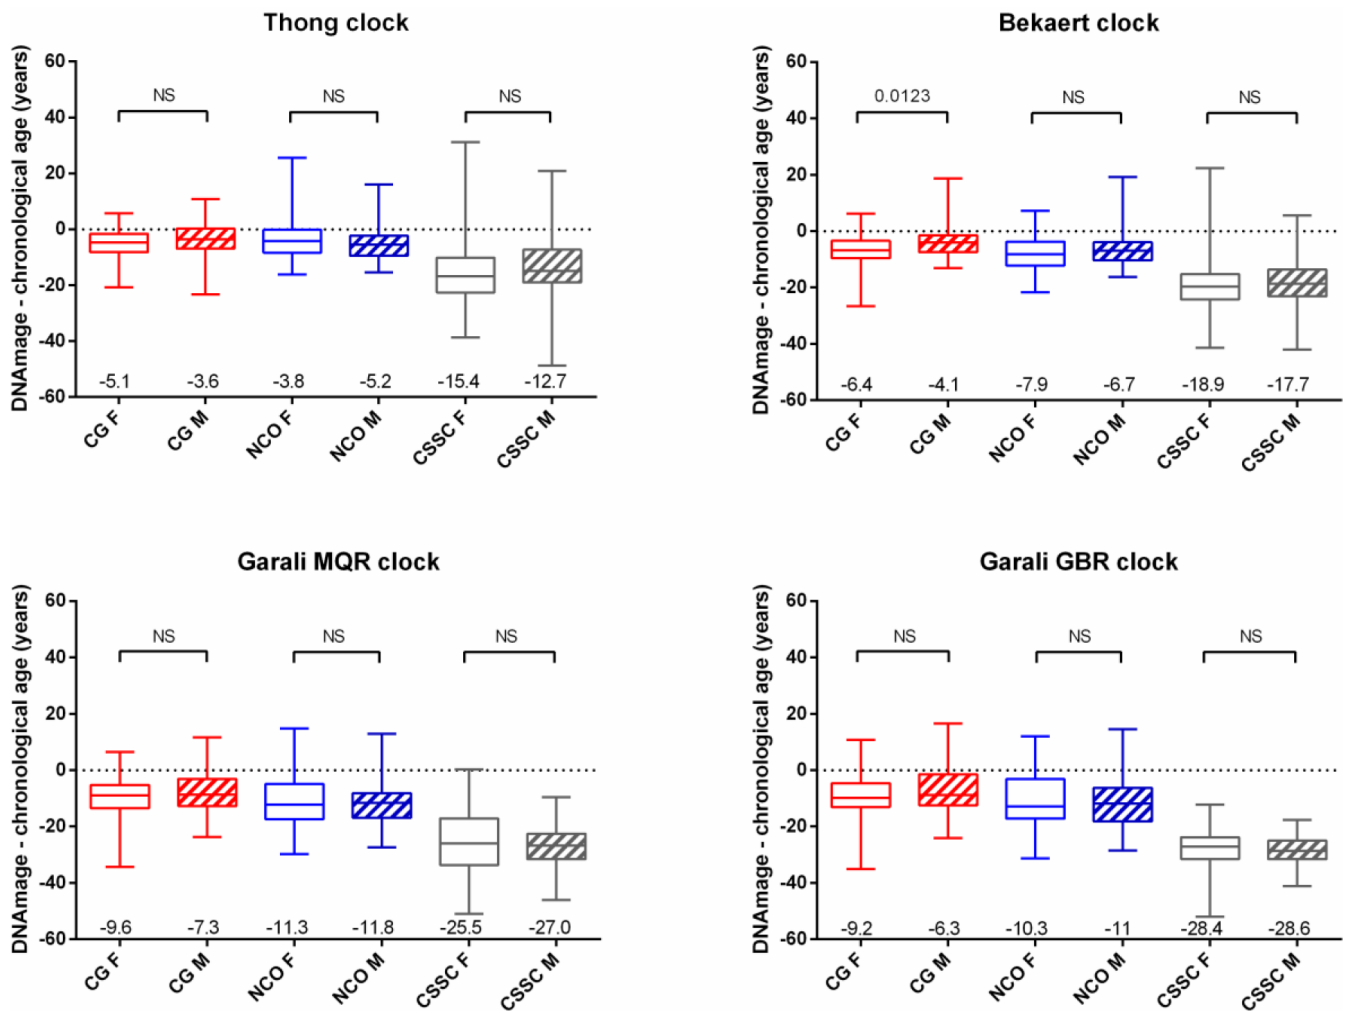 Thong clock
DNAmage - chronological age (years)
60
40
20
0
-20
-40
-60
NS
NS
NS
-5.1
-3.6
-3.8
-5.2
-15.4
-12.7
CG F
CG M
NCO F
NCO M
CSSC F
CSSC M
Bekaert clock
DNAmage - chronological age (years)
60
40
20
0
-20
-40
-60
0.0123
NS
NS
-6.4
-4.1
-7.9
-6.7
-18.9
-17.7
CG F
CG M
NCO F
NCO M
CSSC F
CSSC M
Garali MQR clock
DNAmage - chronological age (years)
60
40
20
0
-20
-40
-60
NS
NS
NS
-9.6
-7.3
-11.3
-11.8
-25.5
-27.0
CG F
CG M
NCO F
NCO M
CSSC F
CSSC M
Garali GBR clock
DNAmage - chronological age (years)
60
40
20
0
-20
-40
-60
NS
NS
NS
-9.2
-6.3
-10.3
-11
-28.4
-28.6
CG F
CG M
NCO F
NCO M
CSSC F
CSSC M